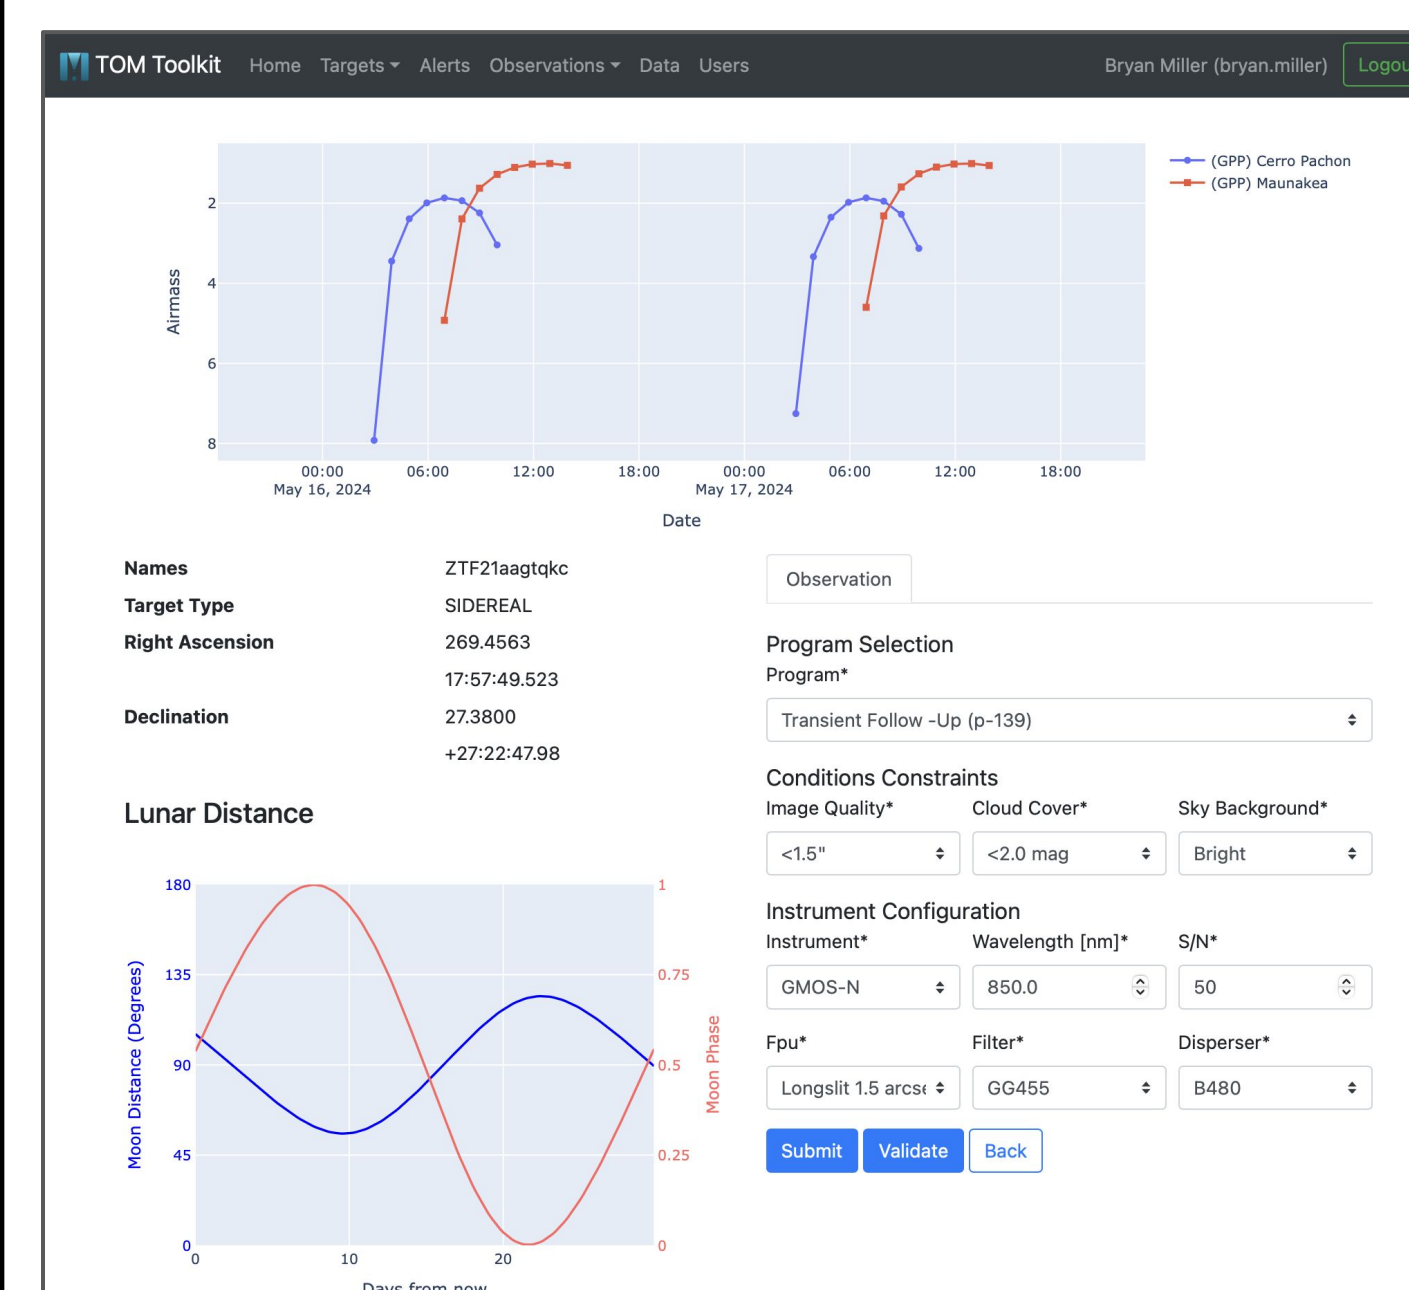 TOM Toolkit Home Targets Alerts Observations Data Users Bryan Miller (bryan.miller) Logou
(GPP) Cerro Pachon
(GPP) Maunakea
2
4
6
8
Airmass
00:00 06:00 12:00 18:00 00:00 06:00 12:00 18:00
May 16, 2024 May 17, 2024
Date
Names ZTF21aagtqkc
Target Type SIDEREAL
Right Ascension 269.4563
17:57:49.523
Declination 27.3800
+27:22:47.98
Lunar Distance
180
135
90
45
0
Moon Distance (Degrees)
1
0.75
0.5
0.25
0
Moon Phase
0 10 20
Days from now
Observation
Program Selection
Program*
Transient Follow -Up (p-139)
Conditions Constraints
Image Quality* Cloud Cover* Sky Background*
<1.5" <2.0 mag Bright
Instrument Configuration
Instrument* Wavelength [nm]* S/N*
GMOS-N 850.0 50
Fpu* Filter* Disperser*
Longslit 1.5 arcse GG455 B480
Submit Validate Back